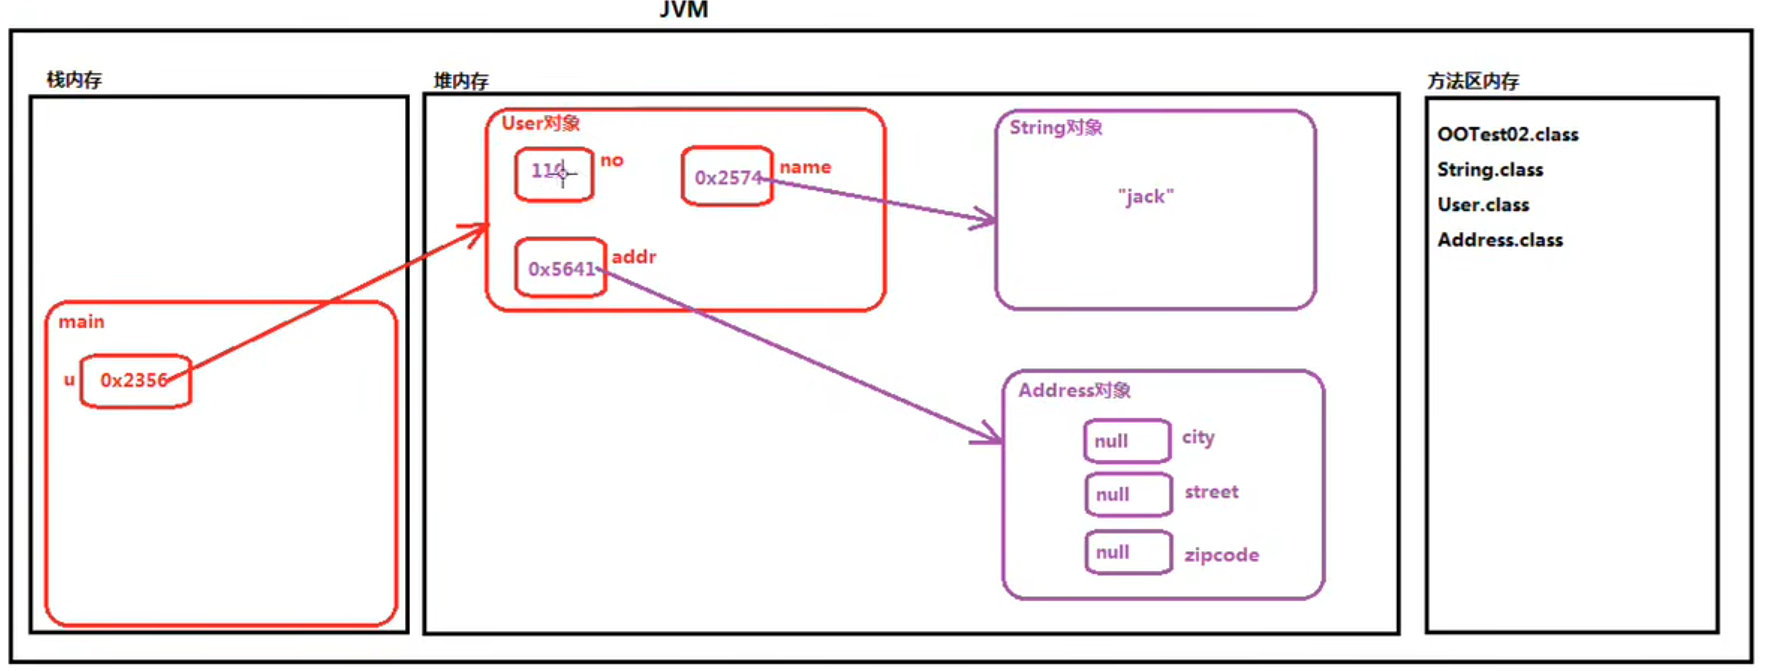 JVM
栈内存
堆内存
方法区内存
main
u
0x2356
User对象
no
0x2574
name
0x5641
addr
String对象
"jack"
Address对象
null
city
null
street
null
zipcode
OOTest02.class
String.class
User.class
Address.class